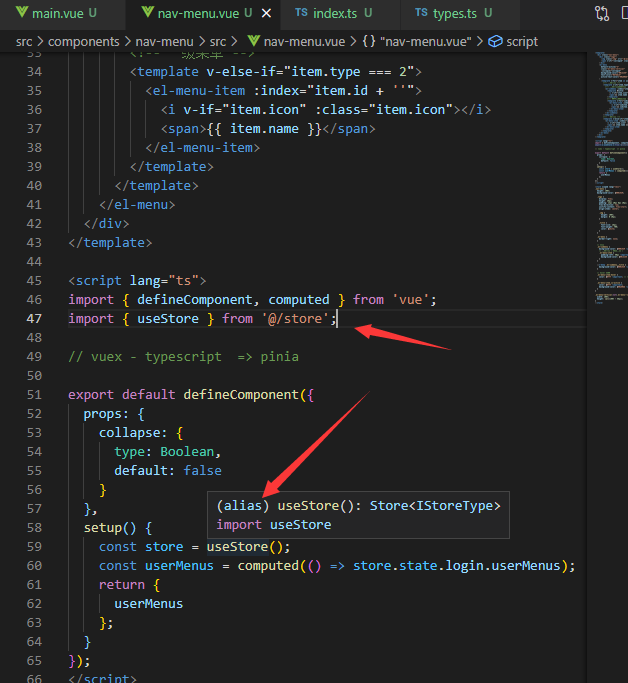 main.vue U nav-menu.vue U × TS index.ts U TS types.ts U
src > components > nav-menu > src > nav-menu.vue > {} "nav-menu.vue" > script
33 <!-- 级菜单 -->
34 <template v-else-if="item.type === 2">
35 <el-menu-item :index="item.id + ''">
36 <i v-if="item.icon" :class="item.icon"></i>
37 <span>{{ item.name }}</span>
38 </el-menu-item>
39 </template>
40 </template>
41 </el-menu>
42 </div>
43 </template>
44
45 <script lang="ts">
46 import { defineComponent, computed } from 'vue';
47 import { useStore } from '@/store';
48
49 // vuex - typescript => pinia
50
51 export default defineComponent({
52 props: {
53 collapse: {
54 type: Boolean,
55 default: false
56 }
57 },
(alias) useStore(): Store<IStoreType>
import useStore
58 setup() {
59 const store = useStore();
60 const userMenus = computed(() => store.state.login.userMenus);
61 return {
62 userMenus
63 };
64 }
65 });
66 </script>